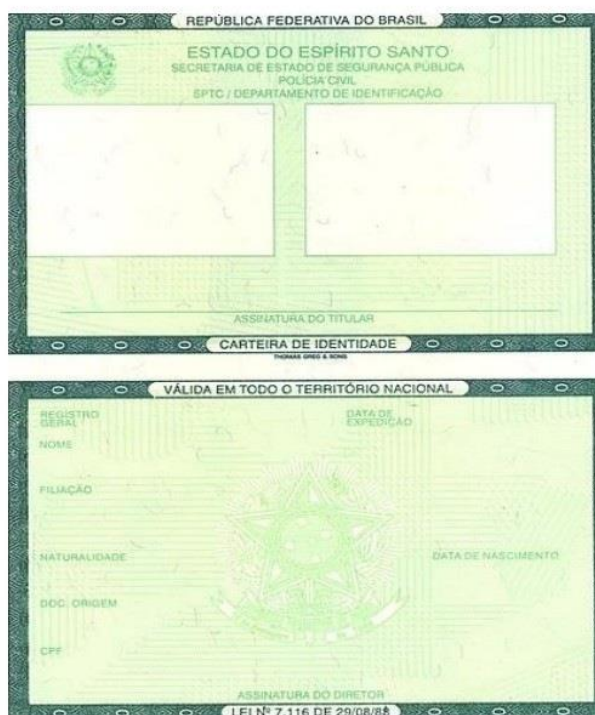 REPÚBLICA FEDERATIVA DO BRASIL
ESTADO DO ESPÍRITO SANTO
SECRETARIA DE ESTADO DE SEGURANÇA PÚBLICA
POLÍCIA CIVIL
SPTC / DEPARTAMENTO DE IDENTIFICAÇÃO
ASSINATURA DO TITULAR
CARTEIRA DE IDENTIDADE
THOMAS GREG & SONS
VÁLIDA EM TODO O TERRITÓRIO NACIONAL
REGISTRO
GERAL
DATA DE
EXPEDIÇÃO
NOME
FILIAÇÃO
NATURALIDADE
DATA DE NASCIMENTO
DOC. ORIGEM
CPF
ASSINATURA DO DIRETOR
LEI Nº 7.116 DE 29/08/83